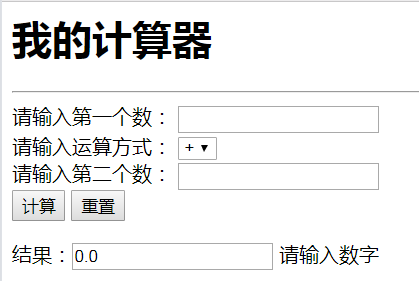 我的计算器
请输入第一个数：
请输入运算方式： + ▼
请输入第二个数：
计算 重置
结果：0.0 请输入数字